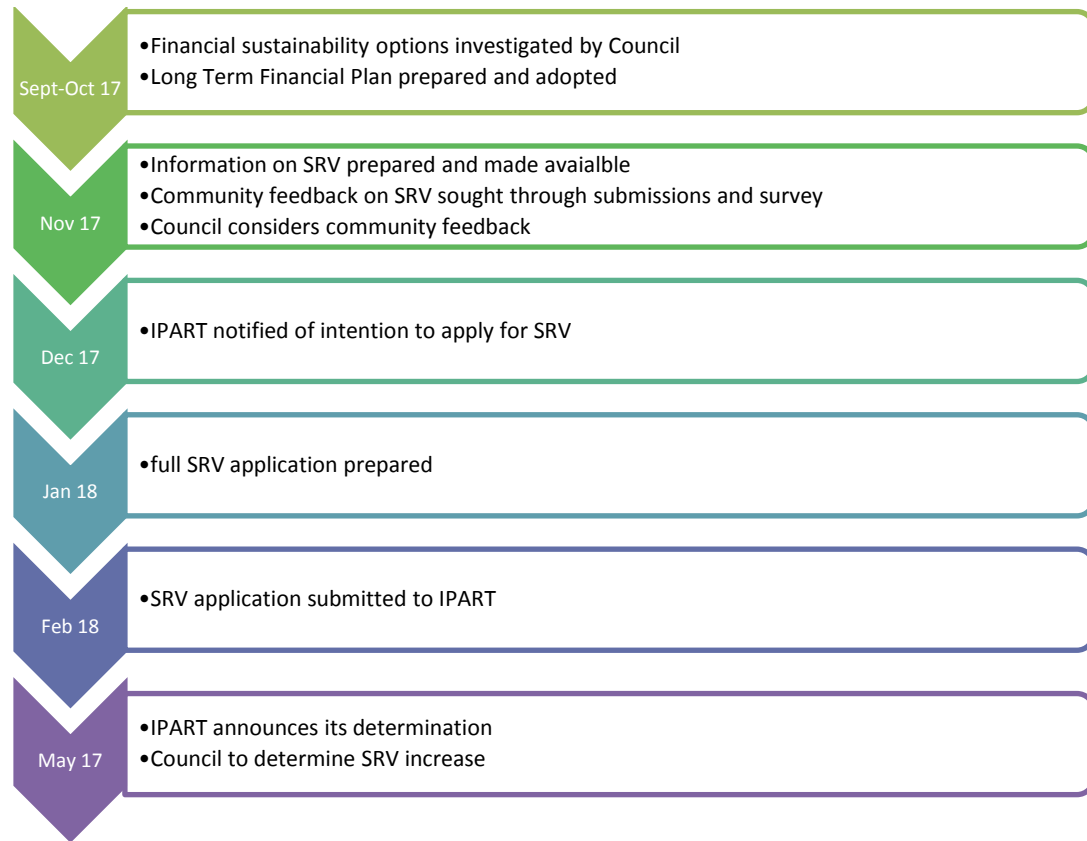 Sept-Oct 17
•Financial sustainability options investigated by Council
•Long Term Financial Plan prepared and adopted
Nov 17
•Information on SRV prepared and made avaialble
•Community feedback on SRV sought through submissions and survey
•Council considers community feedback
Dec 17
•IPART notified of intention to apply for SRV
Jan 18
•full SRV application prepared
Feb 18
•SRV application submitted to IPART
May 17
•IPART announces its determination
•Council to determine SRV increase